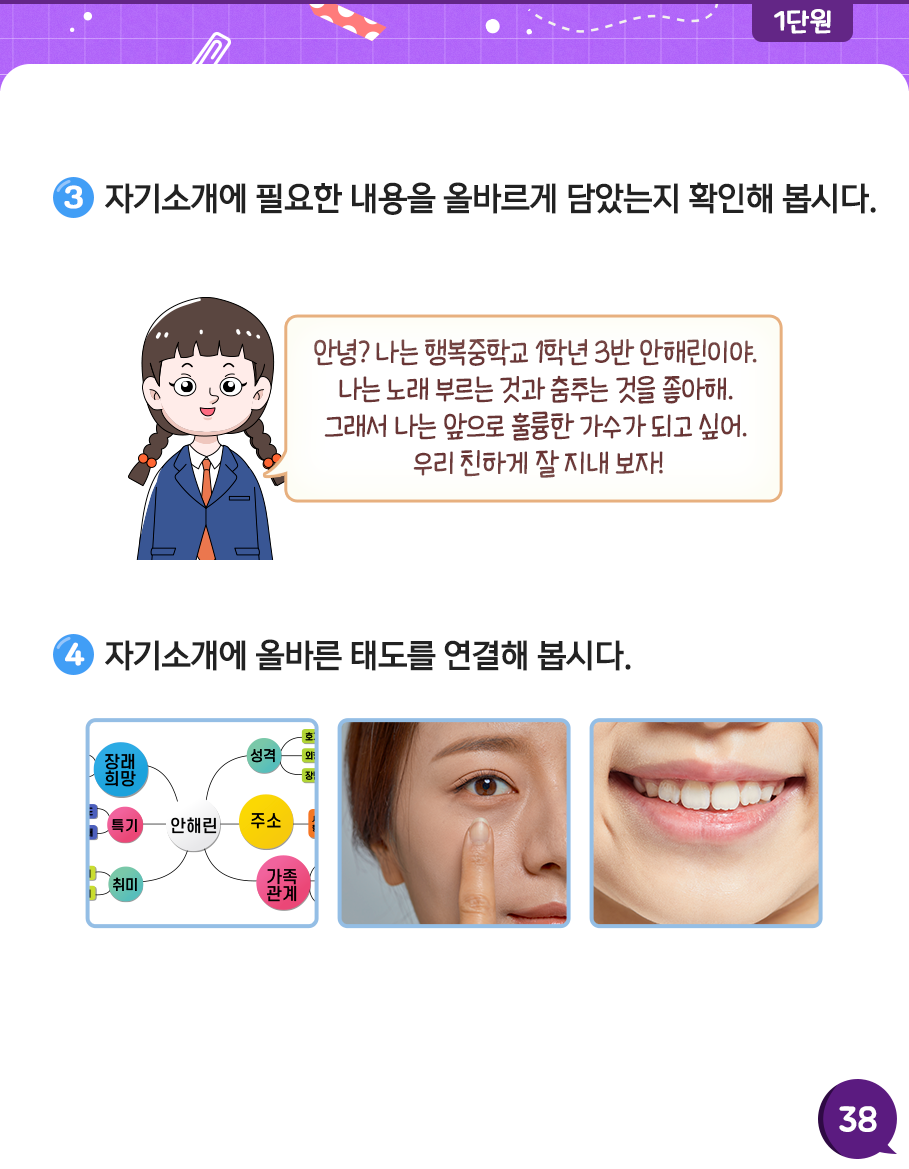 1단원
3 자기소개에 필요한 내용을 올바르게 담았는지 확인해 봅시다.
안녕? 나는 행복중학교 1학년 3반 안해린이야.
나는 노래 부르는 것과 춤추는 것을 좋아해.
그래서 나는 앞으로 훌륭한 가수가 되고 싶어.
우리 친하게 잘 지내 보자!
4 자기소개에 올바른 태도를 연결해 봅시다.
장래
희망
성격
특기
안해린
주소
취미
가족
관계
38